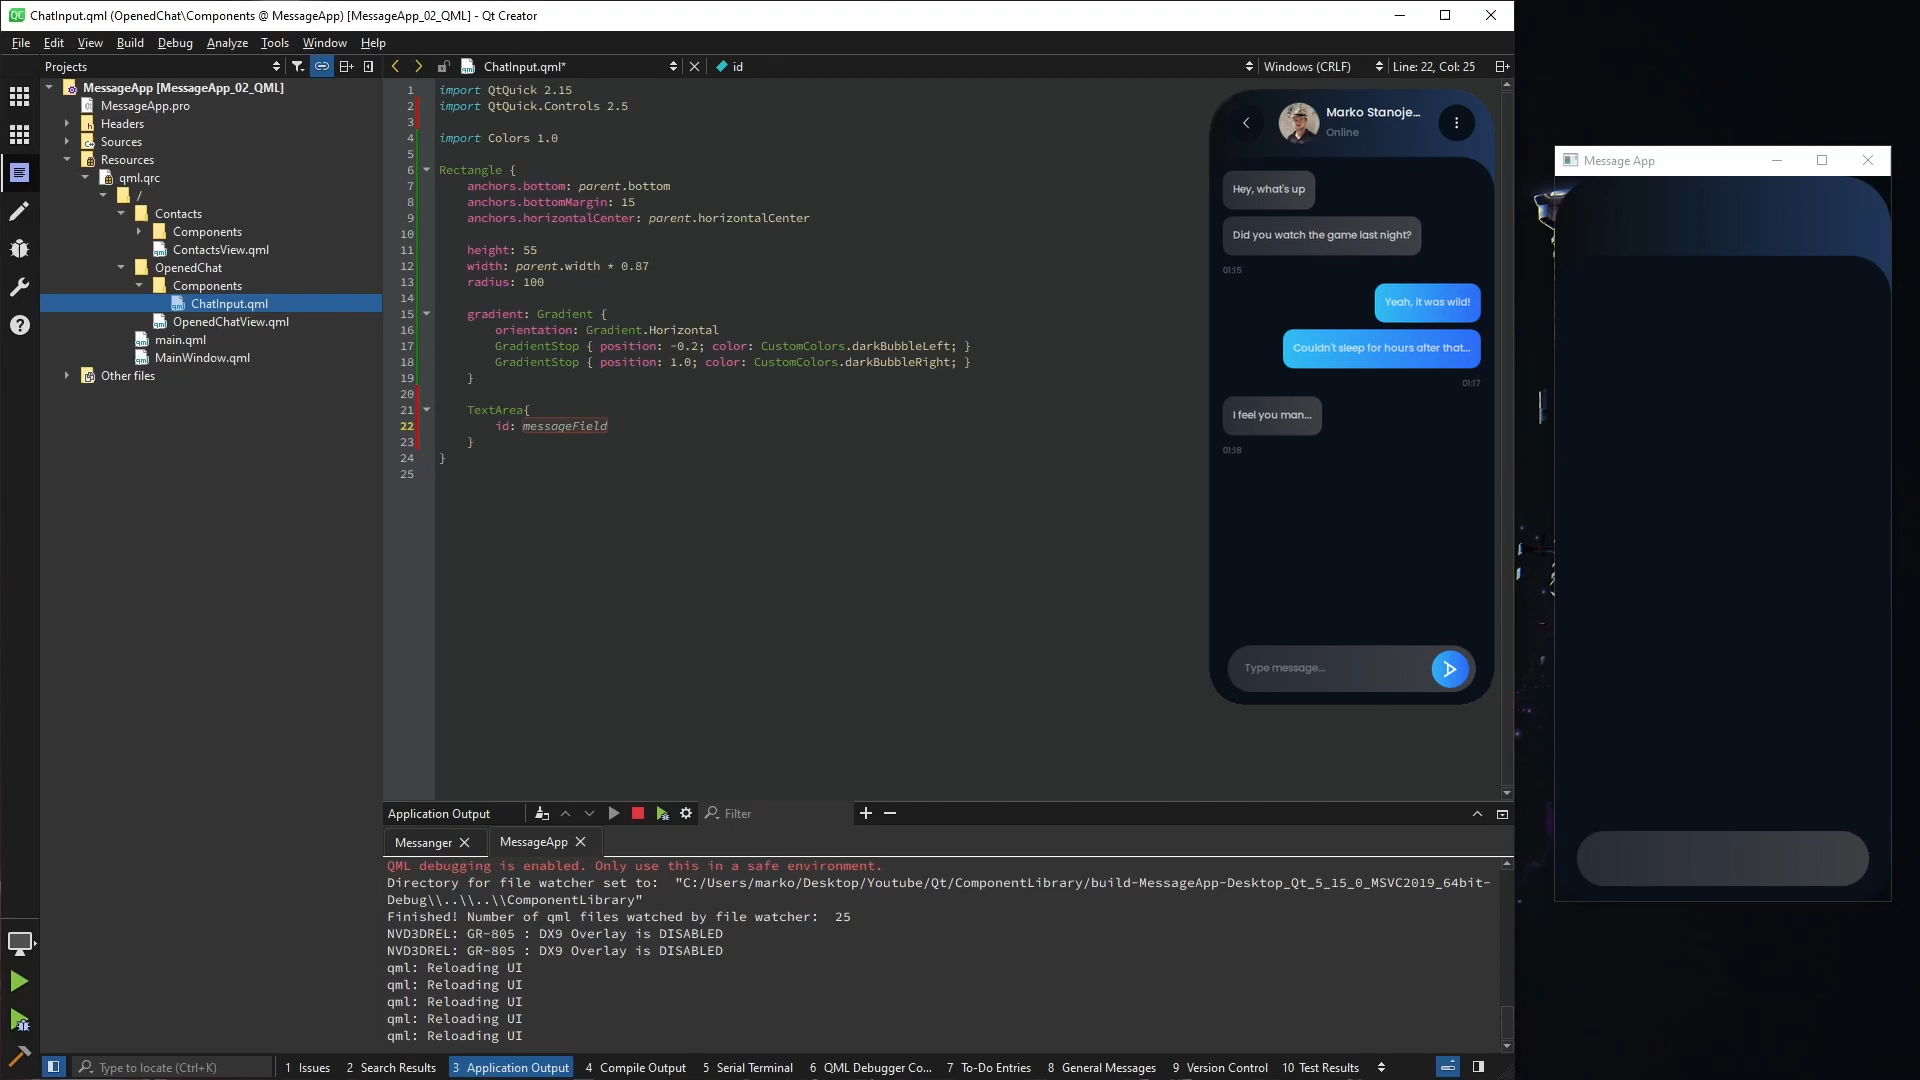 ChatInput.qml (OpenedChat\Components @ MessageApp) [MessageApp_02_QML] - Qt Creator
File Edit View Build Debug Analyze Tools Window Help
Projects
ChatInput.qml*
id
Windows (CRLF)
Line: 22, Col: 25
MessageApp [MessageApp_02_QML]
MessageApp.pro
Headers
Sources
Resources
qml.qrc
/
Contacts
Components
ContactsView.qml
OpenedChat
Components
ChatInput.qml
OpenedChatView.qml
main.qml
MainWindow.qml
Other files
1 import QtQuick 2.15
2 import QtQuick.Controls 2.5
3
4 import Colors 1.0
5
6 Rectangle {
7 anchors.bottom: parent.bottom
8 anchors.bottomMargin: 15
9 anchors.horizontalCenter: parent.horizontalCenter
10
11 height: 55
12 width: parent.width * 0.87
13 radius: 100
14
15 gradient: Gradient {
16 orientation: Gradient.Horizontal
17 GradientStop { position: -0.2; color: CustomColors.darkBubbleLeft; }
18 GradientStop { position: 1.0; color: CustomColors.darkBubbleRight; }
19 }
20
21 TextArea{
22 id: messageField
23 }
24 }
25
Marko Stanoje...
Online
Hey, what's up
Did you watch the game last night?
01:15
Yeah, it was wild!
Couldn't sleep for hours after that...
01:17
I feel you man...
01:18
Type message...
Message App
Application Output
Filter
Messanger
MessageApp
QML debugging is enabled. Only use this in a safe environment.
Directory for file watcher set to: "C:/Users/marko/Desktop/Youtube/Qt/ComponentLibrary/build-MessageApp-Desktop_Qt_5_15_0_MSVC2019_64bit-
Debug\\..\\..\\ComponentLibrary"
Finished! Number of qml files watched by file watcher: 25
NVD3DREL: GR-805 : DX9 Overlay is DISABLED
NVD3DREL: GR-805 : DX9 Overlay is DISABLED
qml: Reloading UI
qml: Reloading UI
qml: Reloading UI
qml: Reloading UI
qml: Reloading UI
Type to locate (Ctrl+K)
1 Issues
2 Search Results
3 Application Output
4 Compile Output
5 Serial Terminal
6 QML Debugger Co...
7 To-Do Entries
8 General Messages
9 Version Control
10 Test Results